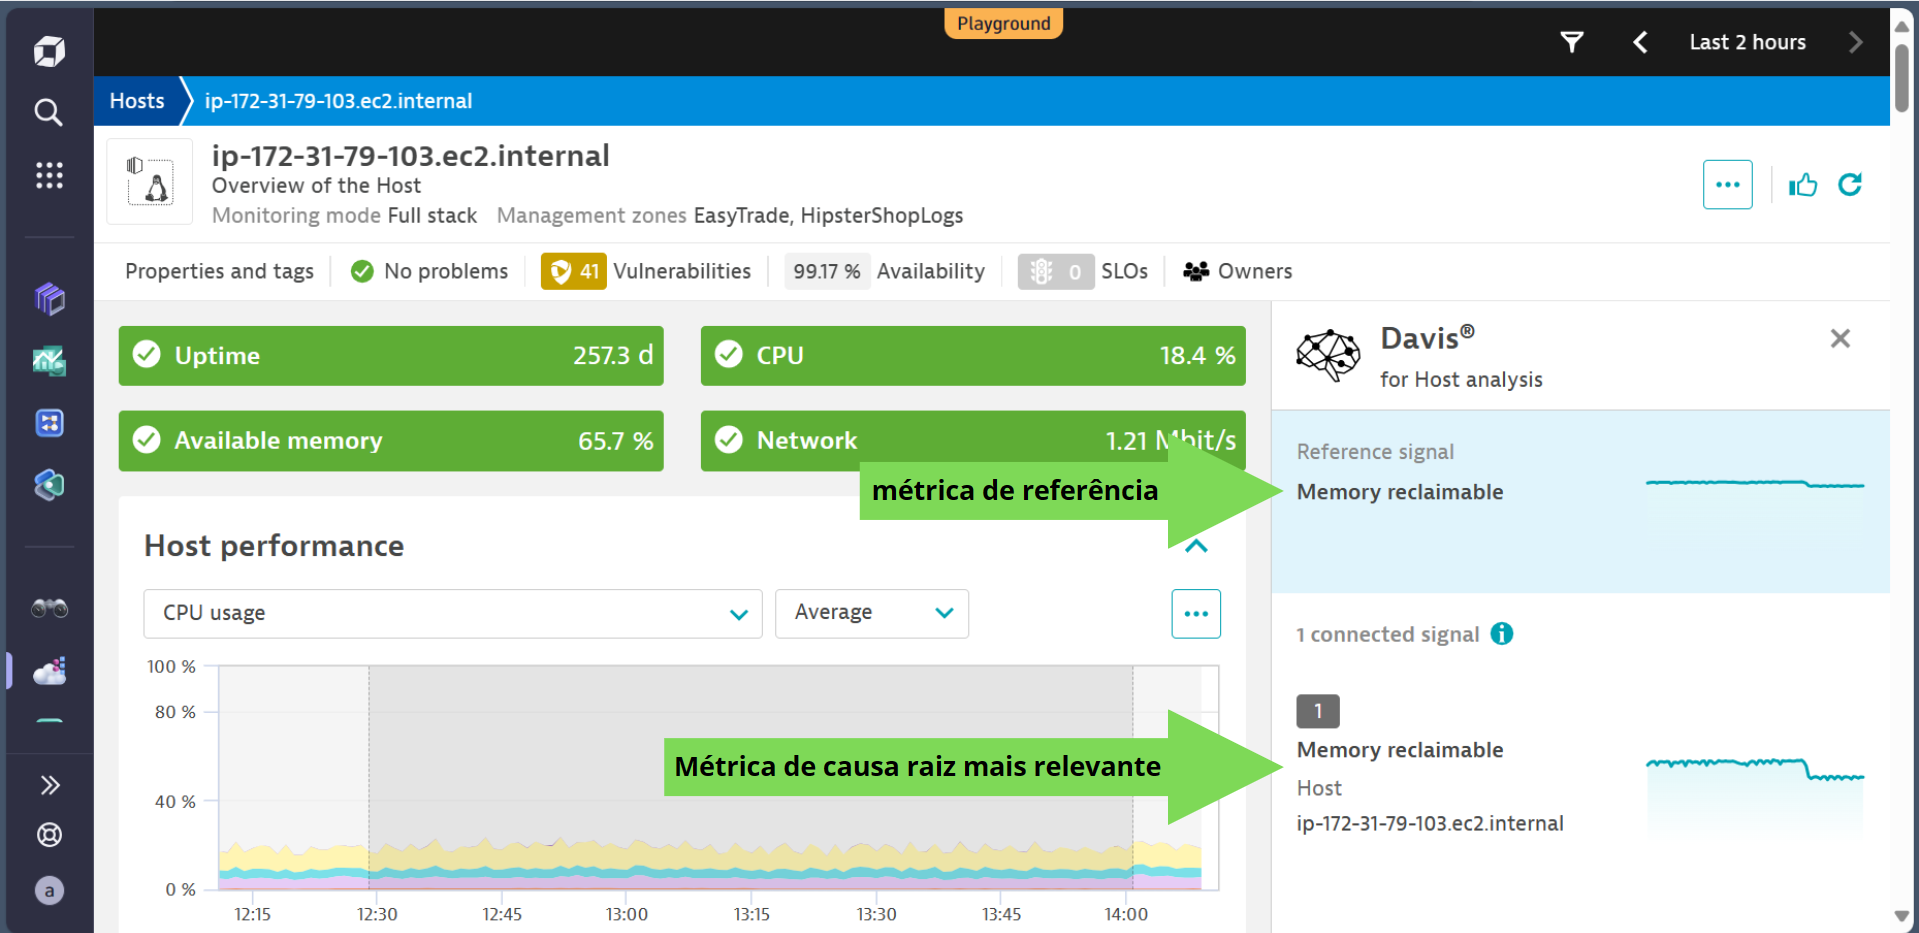 Playground
Last 2 hours
Hosts
ip-172-31-79-103.ec2.internal
ip-172-31-79-103.ec2.internal
Overview of the Host
Monitoring mode Full stack Management zones EasyTrade, HipsterShopLogs
Properties and tags
No problems
41 Vulnerabilities
99.17 % Availability
0 SLOs
Owners
Uptime 257.3 d
CPU 18.4 %
Available memory 65.7 %
Network 1.21 Mbit/s
Davis®
for Host analysis
Reference signal
métrica de referência
Memory reclaimable
Host performance
CPU usage
Average
1 connected signal
100 %
80 %
40 %
0 %
12:15 12:30 12:45 13:00 13:15 13:30 13:45 14:00
1
Métrica de causa raiz mais relevante
Memory reclaimable
Host
ip-172-31-79-103.ec2.internal
a